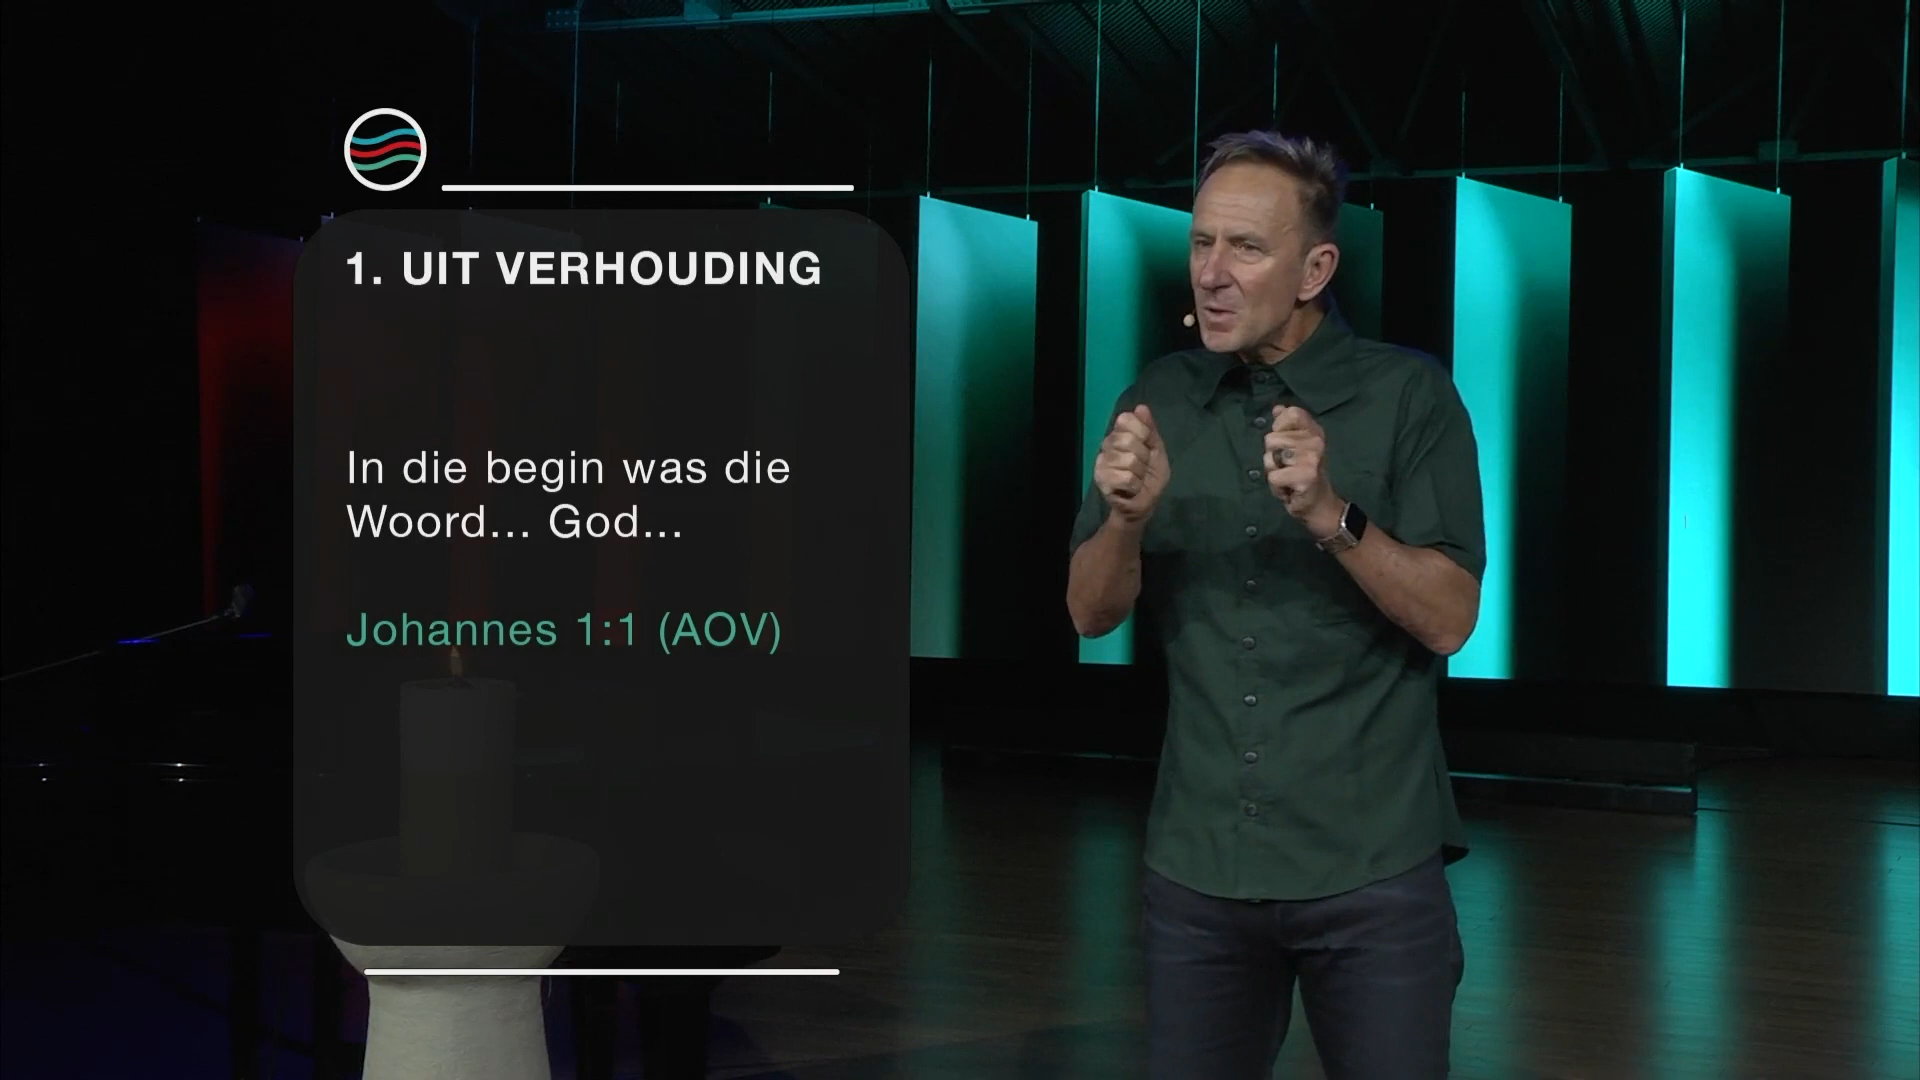 1. UIT VERHOUDING
In die begin was die
Woord... God...
Johannes 1:1 (AOV)